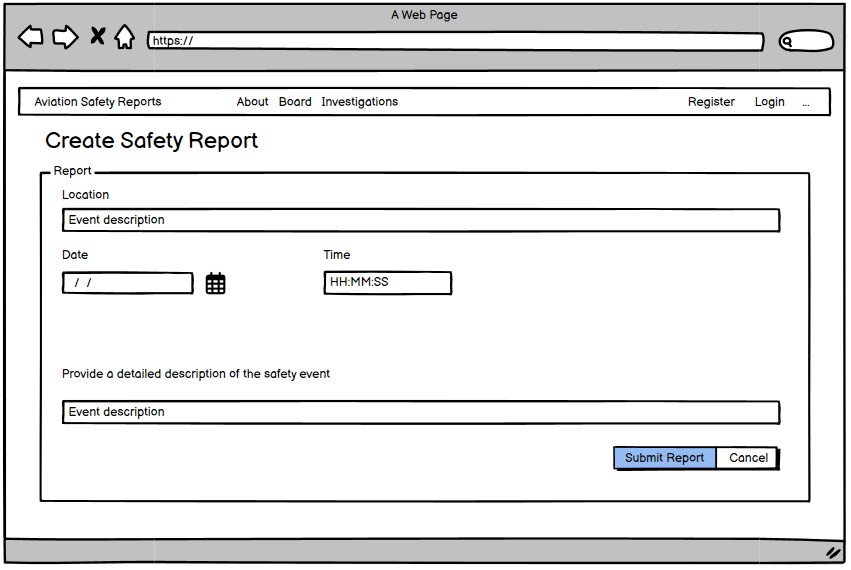 A Web Page
https://
Aviation Safety Reports About Board Investigations Register Login ...
Create Safety Report
Report
Location
Event description
Date Time
/ / HH:MM:SS
Provide a detailed description of the safety event
Event description
Submit Report Cancel